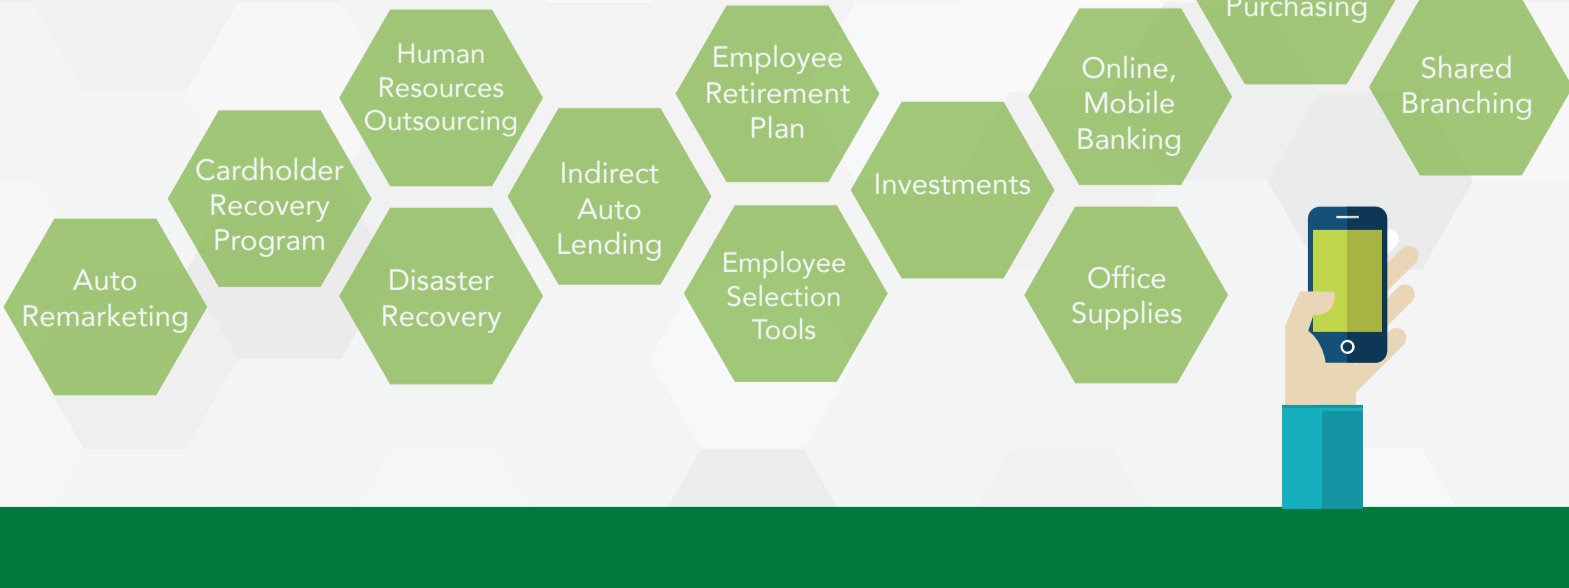 Purchasing
Human
Resources
Outsourcing
Employee
Retirement
Plan
Online,
Mobile
Banking
Shared
Branching
Cardholder
Recovery
Program
Indirect
Auto
Lending
Investments
Auto
Remarketing
Disaster
Recovery
Employee
Selection
Tools
Office
Supplies